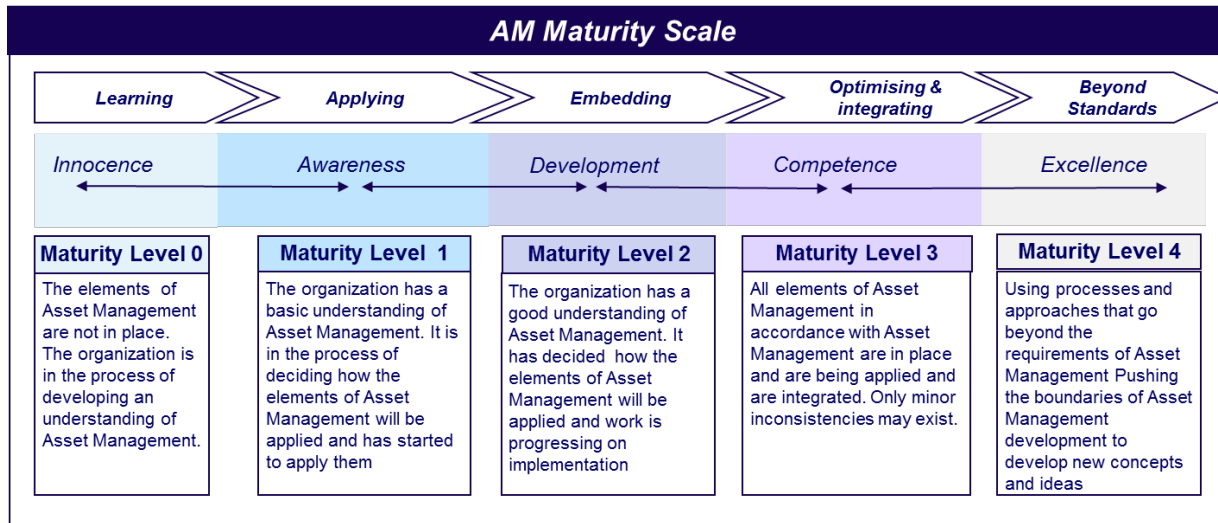 AM Maturity Scale
Learning
Applying
Embedding
Optimising &
integrating
Beyond
Standards
Innocence
Awareness
Development
Competence
Excellence
Maturity Level 0
The elements of
Asset Management
are not in place.
The organization is
in the process of
developing an
understanding of
Asset Management.
Maturity Level 1
The organization has a
basic understanding of
Asset Management. It is
in the process of
deciding how the
elements of Asset
Management will be
applied and has started
to apply them
Maturity Level 2
The organization has a
good understanding of
Asset Management. It
has decided how the
elements of Asset
Management will be
applied and work is
progressing on
implementation
Maturity Level 3
All elements of Asset
Management in
accordance with Asset
Management are in place
and are being applied and
are integrated. Only minor
inconsistencies may exist.
Maturity Level 4
Using processes and
approaches that go
beyond the
requirements of Asset
Management Pushing
the boundaries of Asset
Management
development to
develop new concepts
and ideas